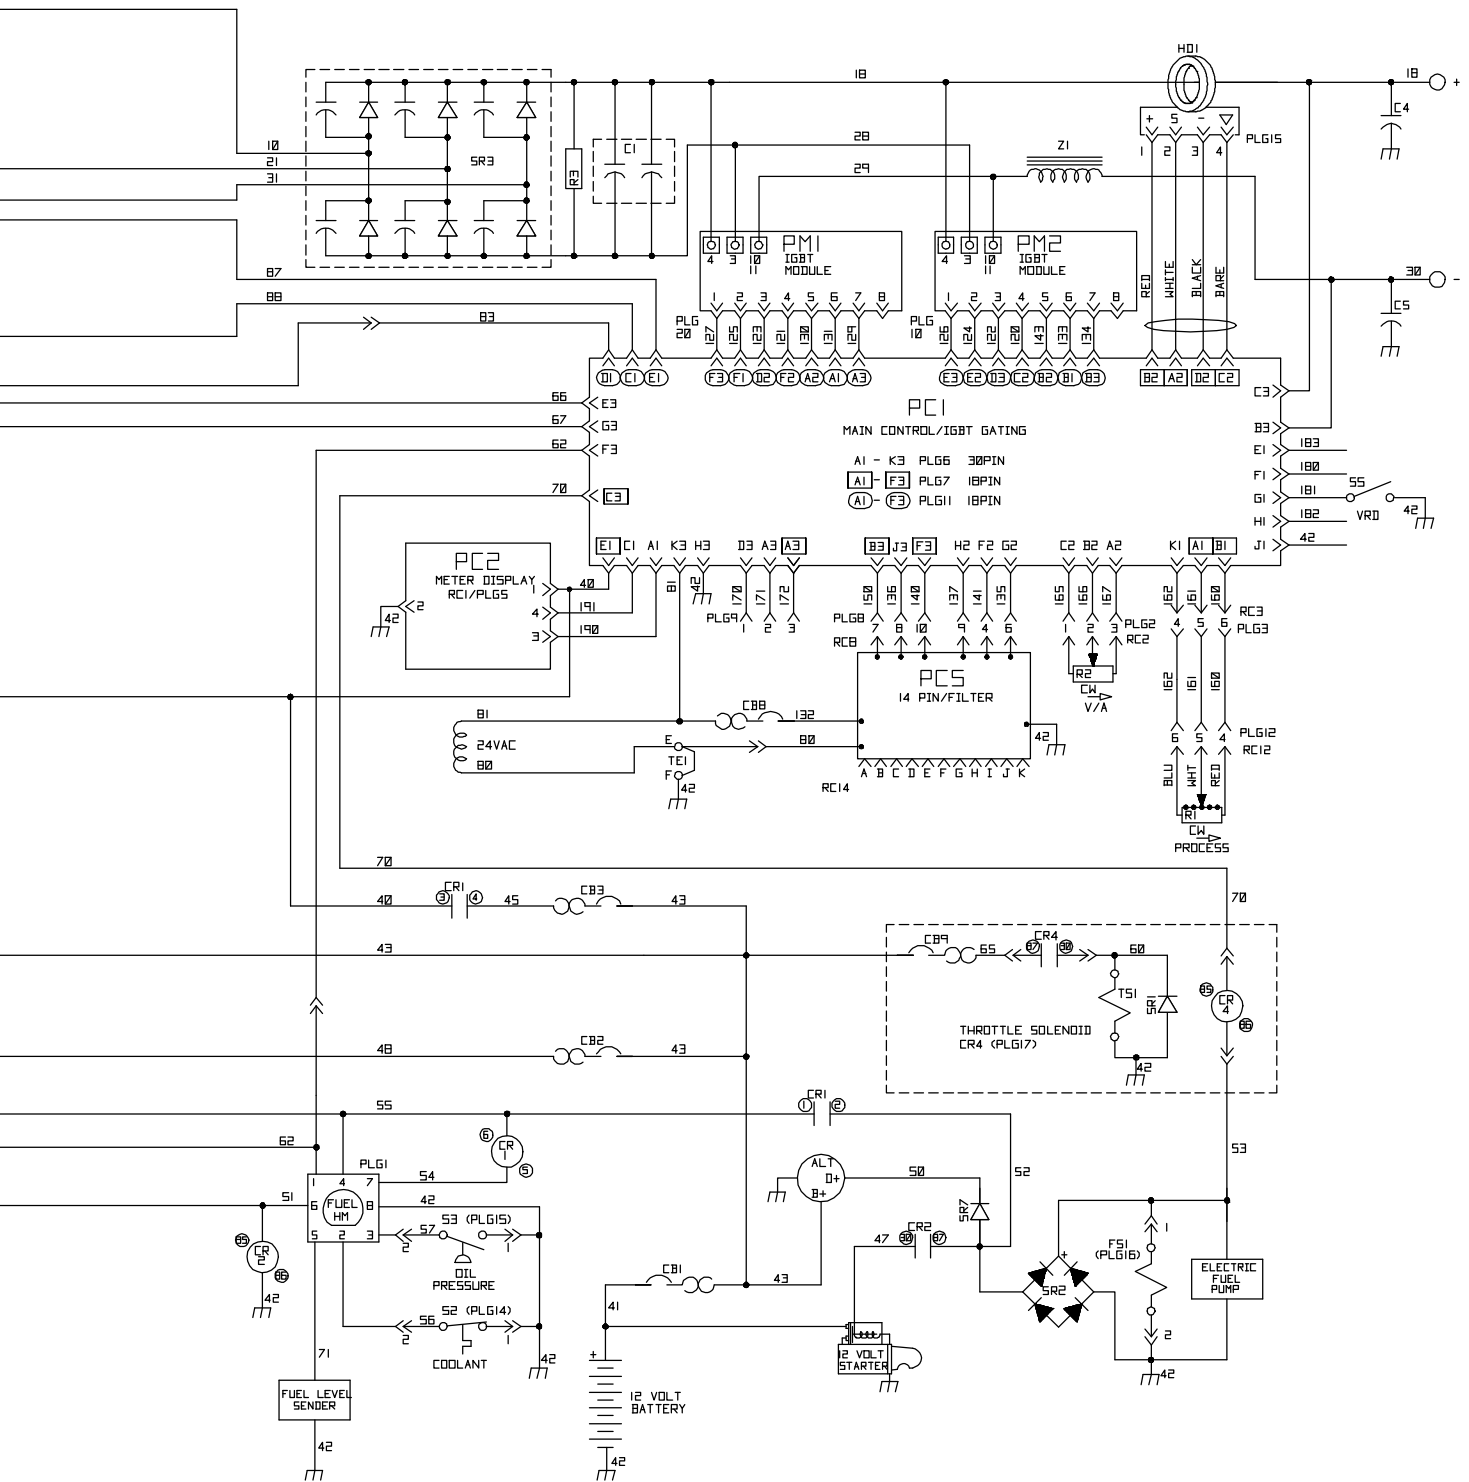 HD1
18
18
+
C4
10
21
31
SR3
R3
C1
28
29
Z1
+ S - ▽
PLG15
1 2 3 4
RED
WHITE
BLACK
BARE
87
88
83
PM1
IGBT
MODULE
4 3 10
11
1 2 3 4 5 6 7 8
PLG
20
127 125 123 121 130 131 129
PM2
IGBT
MODULE
4 3 10
11
1 2 3 4 5 6 7 8
PLG
10
126 124 122 120 143 133 134
30
-
C5
D1 C1 E1
F3 F1 D2 F2 A2 A1 A3
E3 E2 D3 C2 B2 B1 B3
B2 A2 D2 C2
66
E3
67
G3
62
F3
70
C3
PC1
MAIN CONTROL/IGBT GATING
A1 - K3 PLG6 30PIN
A1 - F3 PLG7 18PIN
A1 - F3 PLG11 18PIN
C3
B3
E1 183
F1 180
G1 181
S5
VRD
42
H1 182
J1 42
E1 C1 A1 K3 H3 D3 A3 A3 B3 J3 F3 H2 F2 G2 C2 B2 A2 K1 A1 B1
PC2
METER DISPLAY
RC1/PLG5
1 40
4 191
3 190
2
42
81
42
170 171 172
PLG9
1 2 3
150 136 140 137 141 135
PLG8
7 8 10 9 4 6
RC8
165 166 167
PLG2
1 2 3
RC2
R2
CW
V/A
162 161 160
RC3
4 5 6
PLG3
162 161 160
PLG12
6 5 4
RC12
BLU
WHT
RED
R1
CW
PROCESS
PC5
14 PIN/FILTER
42
A B C D E F G H I J K
RC14
81
24VAC
80
CB8
132
E
TE1
F
42
80
70
CR1
3 4
40
45
CB3
43
43
70
CB9
65
CR4
87 30
60
TS1
SR1
42
THROTTLE SOLENOID
CR4 (PLG17)
85
CR
4
86
48
CB2
43
55
CR1
1 2
62
PLG1
6
CR
1
5
54
1 4 7
6 8
5 2 3
FUEL
HM
51
85
CR
2
86
42
42
57
2
S3 (PLG15)
1
OIL
PRESSURE
56
2
S2 (PLG14)
1
COOLANT
42
71
FUEL LEVEL
SENDER
42
ALT
D+
B+
50
52
53
SR7
CR2
30 87
47
CB1
43
41
+
12 VOLT
BATTERY
42
12 VOLT
STARTER
+
SR2
FS1
(PLG16)
1
2
42
ELECTRIC
FUEL
PUMP